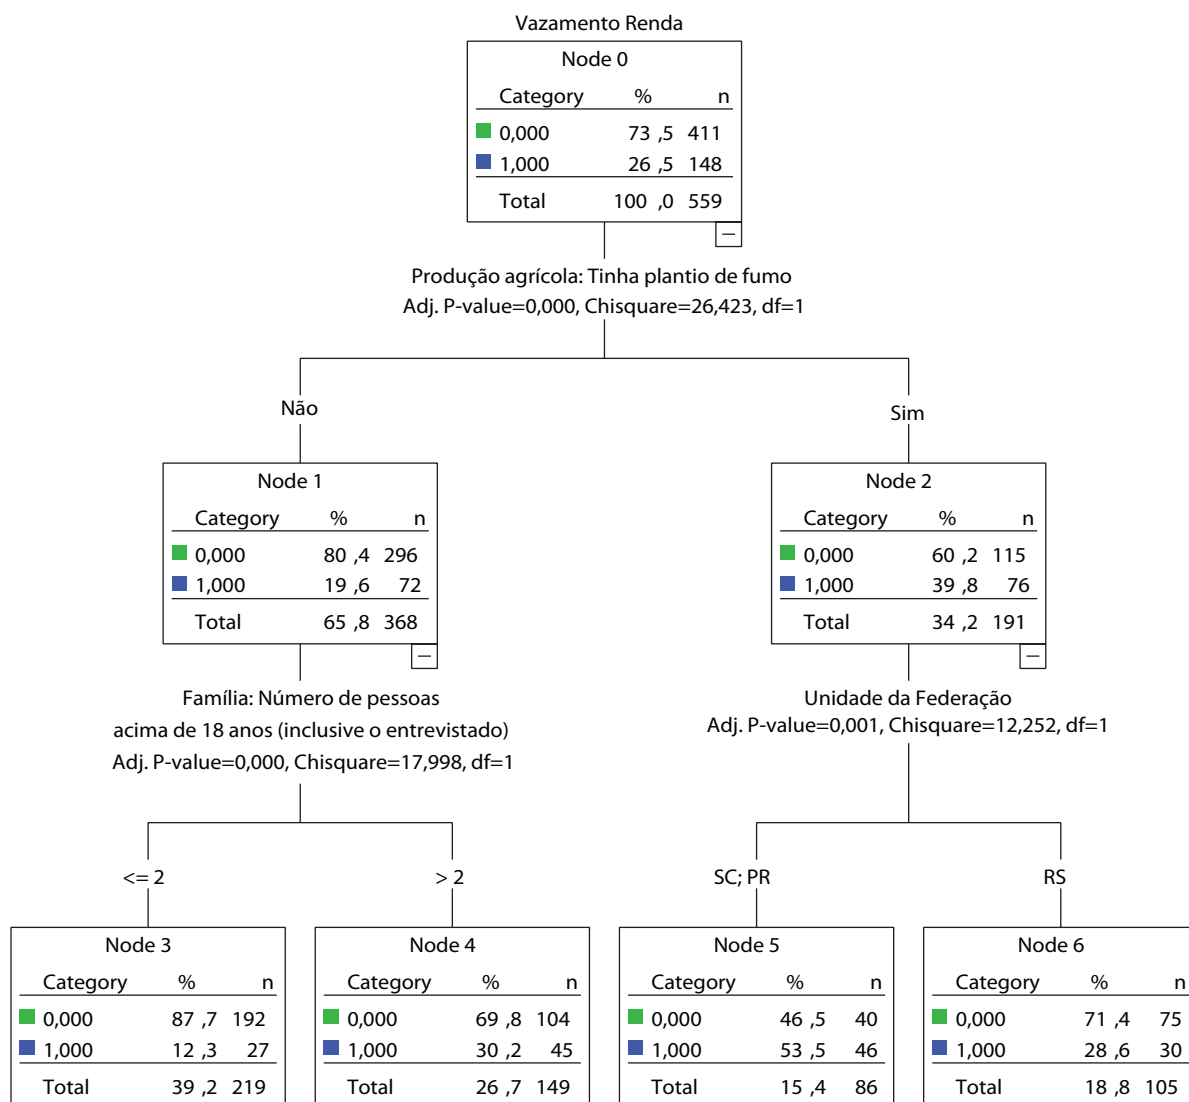 Vazamento Renda
Node 0
Category % n
0,000 73 ,5 411
1,000 26 ,5 148
Total 100 ,0 559
Produção agrícola: Tinha plantio de fumo
Adj. P-value=0,000, Chisquare=26,423, df=1
Não
Sim
Node 1
Category % n
0,000 80 ,4 296
1,000 19 ,6 72
Total 65 ,8 368
Node 2
Category % n
0,000 60 ,2 115
1,000 39 ,8 76
Total 34 ,2 191
Família: Número de pessoas
acima de 18 anos (inclusive o entrevistado)
Adj. P-value=0,000, Chisquare=17,998, df=1
Unidade da Federação
Adj. P-value=0,001, Chisquare=12,252, df=1
<= 2
> 2
SC; PR
RS
Node 3
Category % n
0,000 87 ,7 192
1,000 12 ,3 27
Total 39 ,2 219
Node 4
Category % n
0,000 69 ,8 104
1,000 30 ,2 45
Total 26 ,7 149
Node 5
Category % n
0,000 46 ,5 40
1,000 53 ,5 46
Total 15 ,4 86
Node 6
Category % n
0,000 71 ,4 75
1,000 28 ,6 30
Total 18 ,8 105